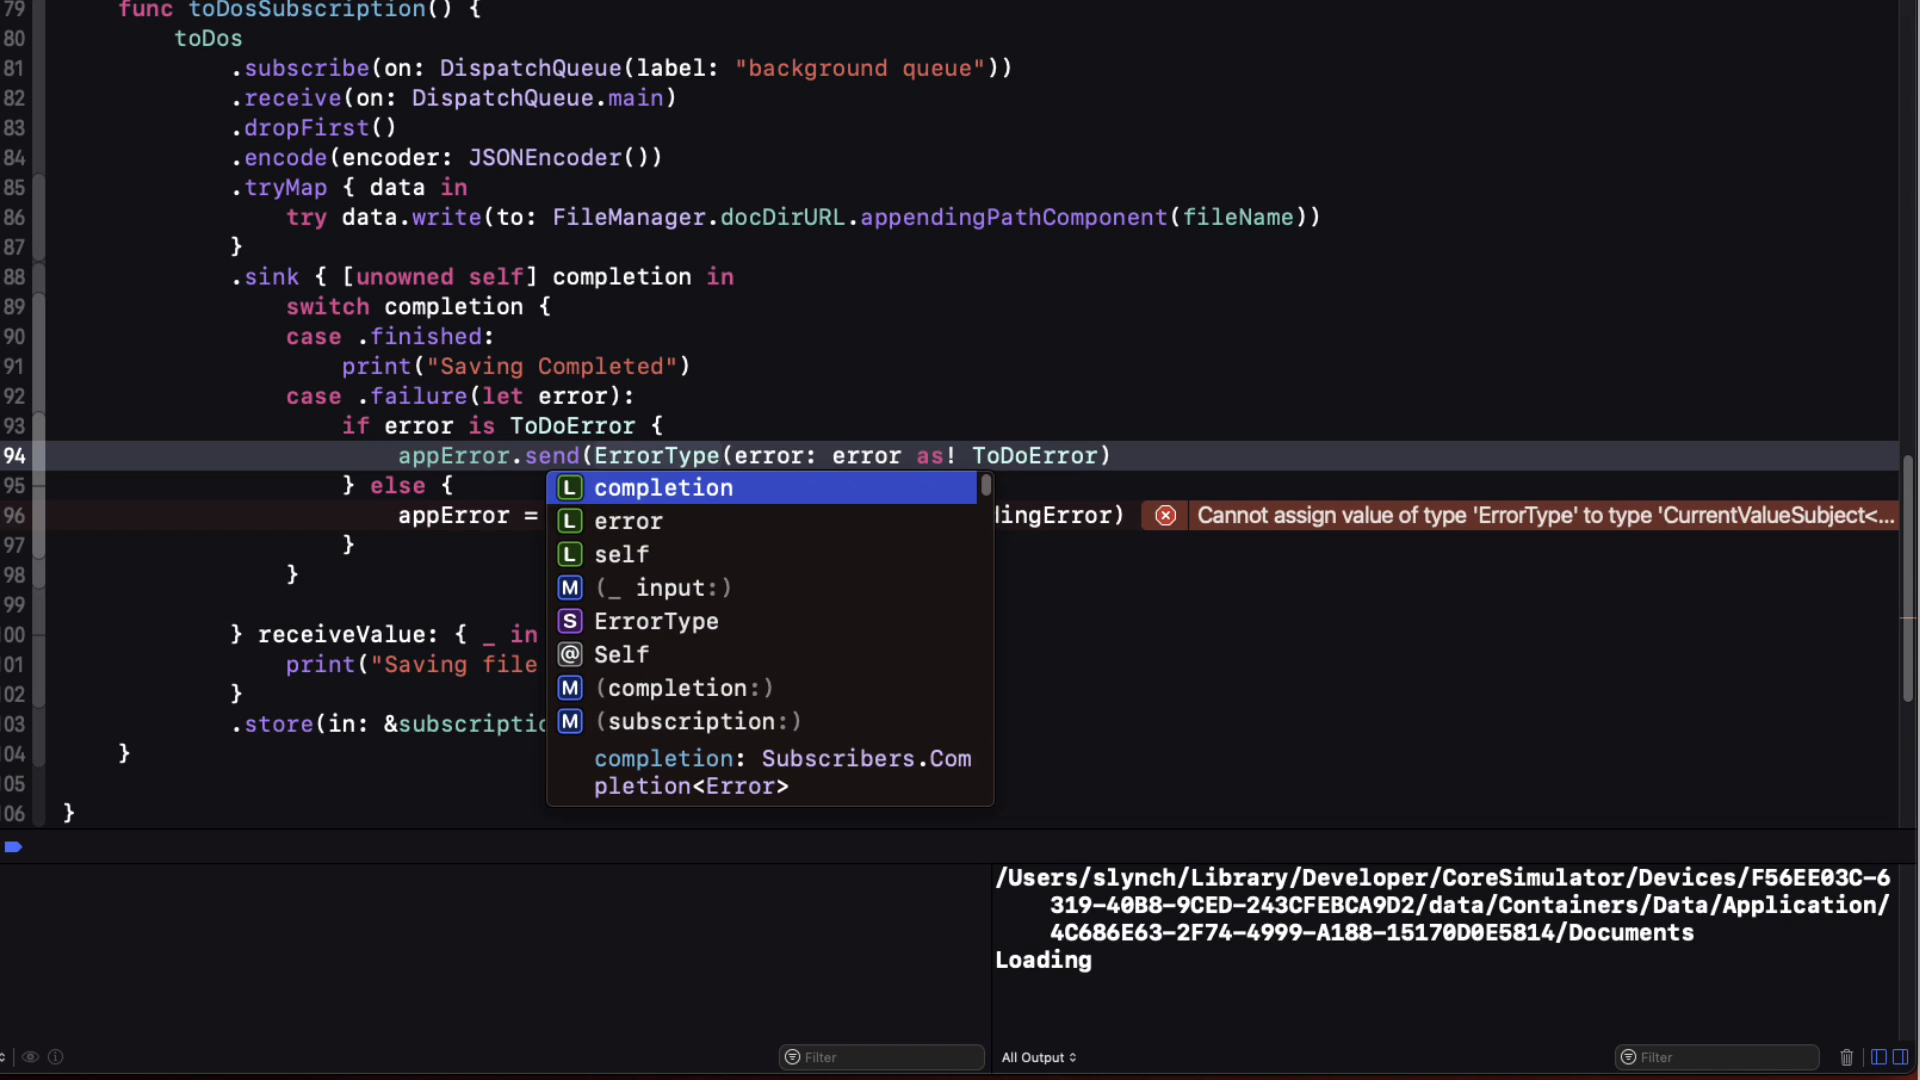 79 func toDosSubscription() {
80 toDos
81 .subscribe(on: DispatchQueue(label: "background queue"))
82 .receive(on: DispatchQueue.main)
83 .dropFirst()
84 .encode(encoder: JSONEncoder())
85 .tryMap { data in
86 try data.write(to: FileManager.docDirURL.appendingPathComponent(fileName))
87 }
88 .sink { [unowned self] completion in
89 switch completion {
90 case .finished:
91 print("Saving Completed")
92 case .failure(let error):
93 if error is ToDoError {
94 appError.send(ErrorType(error: error as! ToDoError)
95 } else {
96 appError = dingError) Cannot assign value of type 'ErrorType' to type 'CurrentValueSubject<...
97 }
98 }
99
00 } receiveValue: { _ in
01 print("Saving file
02 }
03 .store(in: &subscriptio
04 }
05
06 }
L completion
L error
L self
M (_ input:)
S ErrorType
@ Self
M (completion:)
M (subscription:)
completion: Subscribers.Com
pletion<Error>
/Users/slynch/Library/Developer/CoreSimulator/Devices/F56EE03C-6
319-40B8-9CED-243CFEBCA9D2/data/Containers/Data/Application/
4C686E63-2F74-4999-A188-15170D0E5814/Documents
Loading
Filter
All Output
Filter